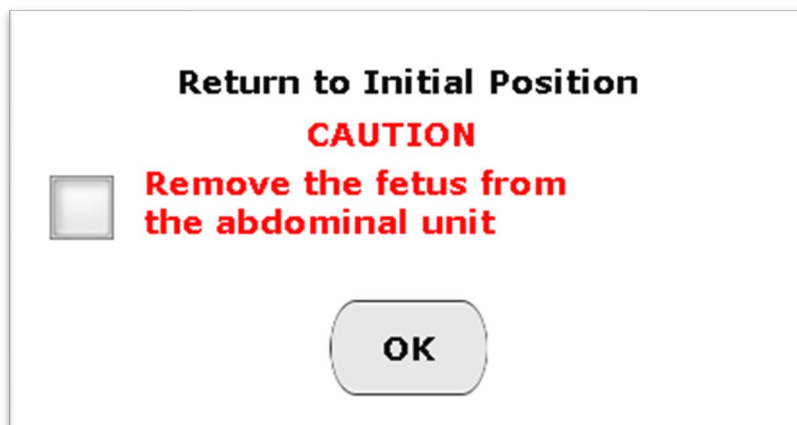 Return to Initial Position
CAUTION
Remove the fetus from
the abdominal unit
OK